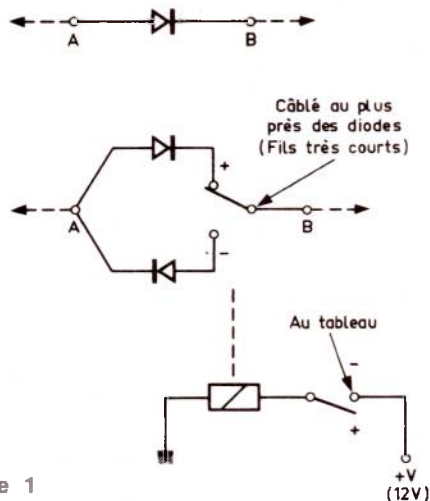 A
B
Câblé au plus
près des diodes
(Fils très courts)
+
A
B
-
Au tableau
-
+
+V
(12V)
e 1